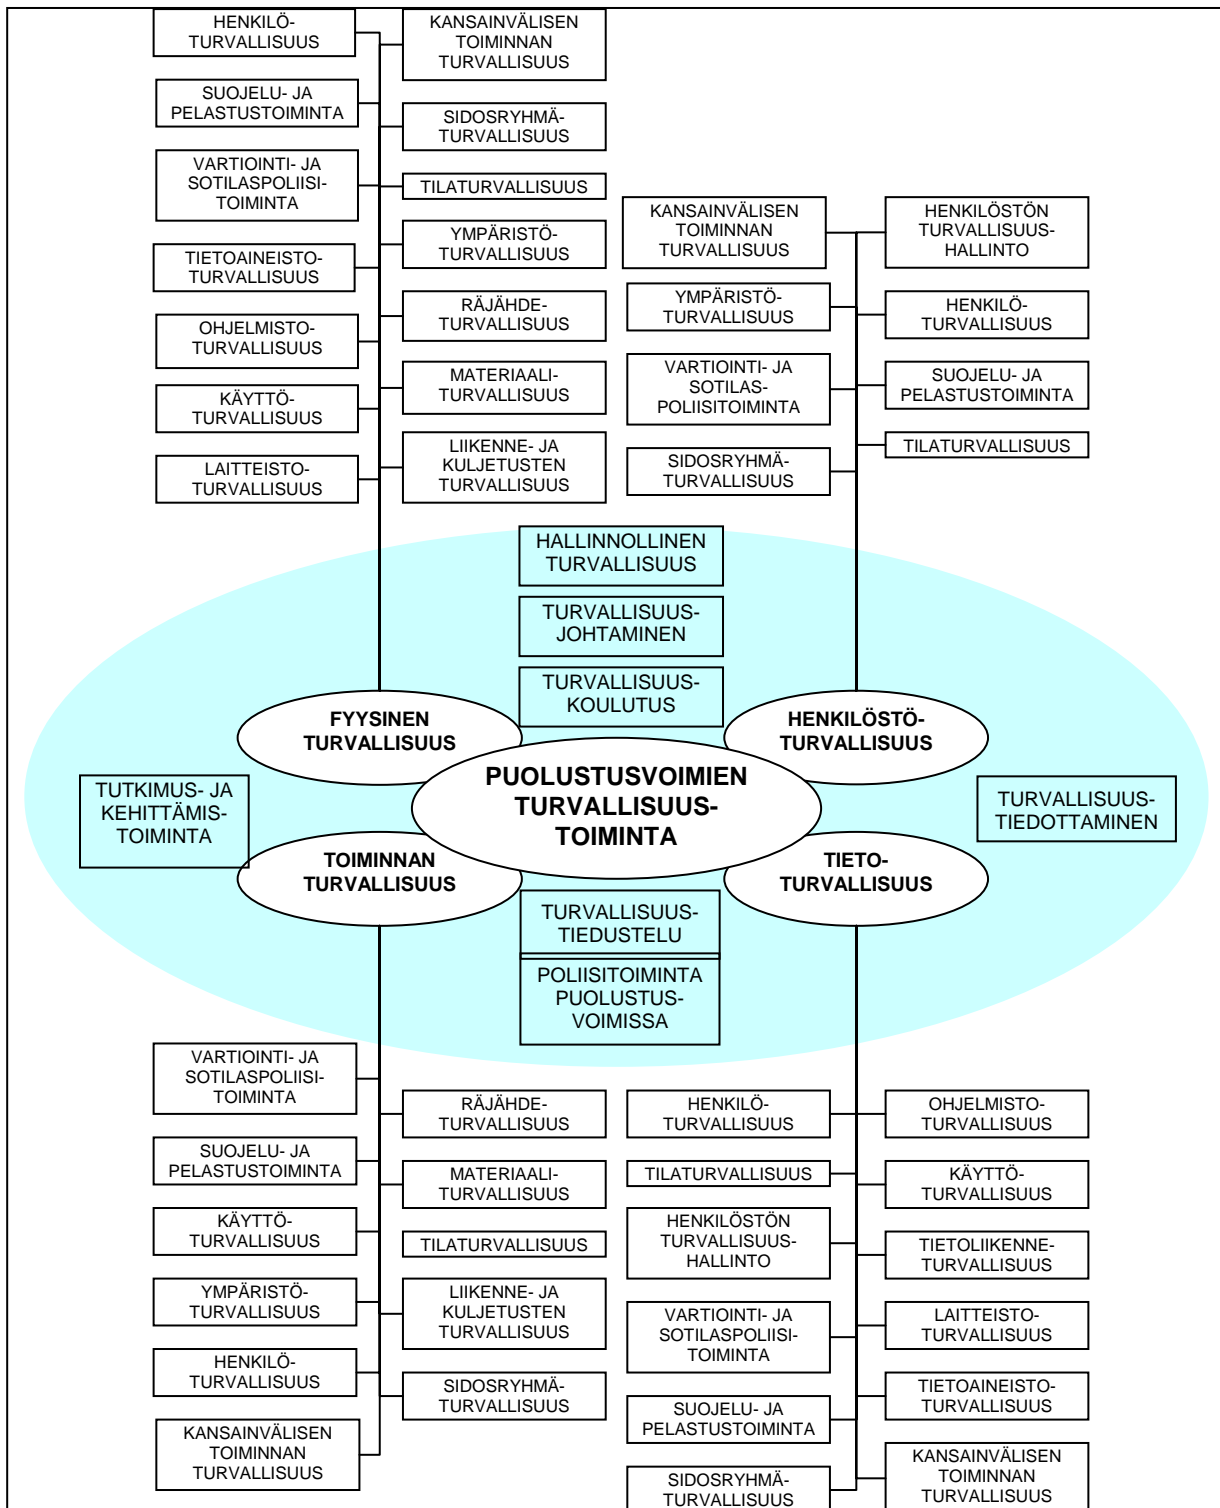 HENKILÖ-
TURVALLISUUS
SUOJELU- JA
PELASTUSTOIMINTA
VARTIOINTI- JA
SOTILASPOLIISI-
TOIMINTA
TIETOAINEISTO-
TURVALLISUUS
OHJELMISTO-
TURVALLISUUS
KÄYTTÖ-
TURVALLISUUS
LAITTEISTO-
TURVALLISUUS
KANSAINVÄLISEN
TOIMINNAN
TURVALLISUUS
SIDOSRYHMÄ-
TURVALLISUUS
TILATURVALLISUUS
YMPÄRISTÖ-
TURVALLISUUS
RÄJÄHDE-
TURVALLISUUS
MATERIAALI-
TURVALLISUUS
LIIKENNE- JA
KULJETUSTEN
TURVALLISUUS
KANSAINVÄLISEN
TOIMINNAN
TURVALLISUUS
YMPÄRISTÖ-
TURVALLISUUS
VARTIOINTI- JA
SOTILAS-
POLIISITOIMINTA
SIDOSRYHMÄ-
TURVALLISUUS
HENKILÖSTÖN
TURVALLISUUS-
HALLINTO
HENKILÖ-
TURVALLISUUS
SUOJELU- JA
PELASTUSTOIMINTA
TILATURVALLISUUS
HALLINNOLLINEN
TURVALLISUUS
TURVALLISUUS-
JOHTAMINEN
TURVALLISUUS-
KOULUTUS
FYYSINEN
TURVALLISUUS
HENKILÖSTÖ-
TURVALLISUUS
PUOLUSTUSVOIMIEN
TURVALLISUUS-
TOIMINTA
TUTKIMUS- JA
KEHITTÄMIS-
TOIMINTA
TURVALLISUUS-
TIEDOTTAMINEN
TOIMINNAN
TURVALLISUUS
TIETO-
TURVALLISUUS
TURVALLISUUS-
TIEDUSTELU
POLIISITOIMINTA
PUOLUSTUS-
VOIMISSA
VARTIOINTI- JA
SOTILASPOLIISI-
TOIMINTA
SUOJELU- JA
PELASTUSTOIMINTA
KÄYTTÖ-
TURVALLISUUS
YMPÄRISTÖ-
TURVALLISUUS
HENKILÖ-
TURVALLISUUS
KANSAINVÄLISEN
TOIMINNAN
TURVALLISUUS
RÄJÄHDE-
TURVALLISUUS
MATERIAALI-
TURVALLISUUS
TILATURVALLISUUS
LIIKENNE- JA
KULJETUSTEN
TURVALLISUUS
SIDOSRYHMÄ-
TURVALLISUUS
HENKILÖ-
TURVALLISUUS
TILATURVALLISUUS
HENKILÖSTÖN
TURVALLISUUS-
HALLINTO
VARTIOINTI- JA
SOTILASPOLIISI-
TOIMINTA
SUOJELU- JA
PELASTUSTOIMINTA
SIDOSRYHMÄ-
TURVALLISUUS
OHJELMISTO-
TURVALLISUUS
KÄYTTÖ-
TURVALLISUUS
TIETOLIIKENNE-
TURVALLISUUS
LAITTEISTO-
TURVALLISUUS
TIETOAINEISTO-
TURVALLISUUS
KANSAINVÄLISEN
TOIMINNAN
TURVALLISUUS